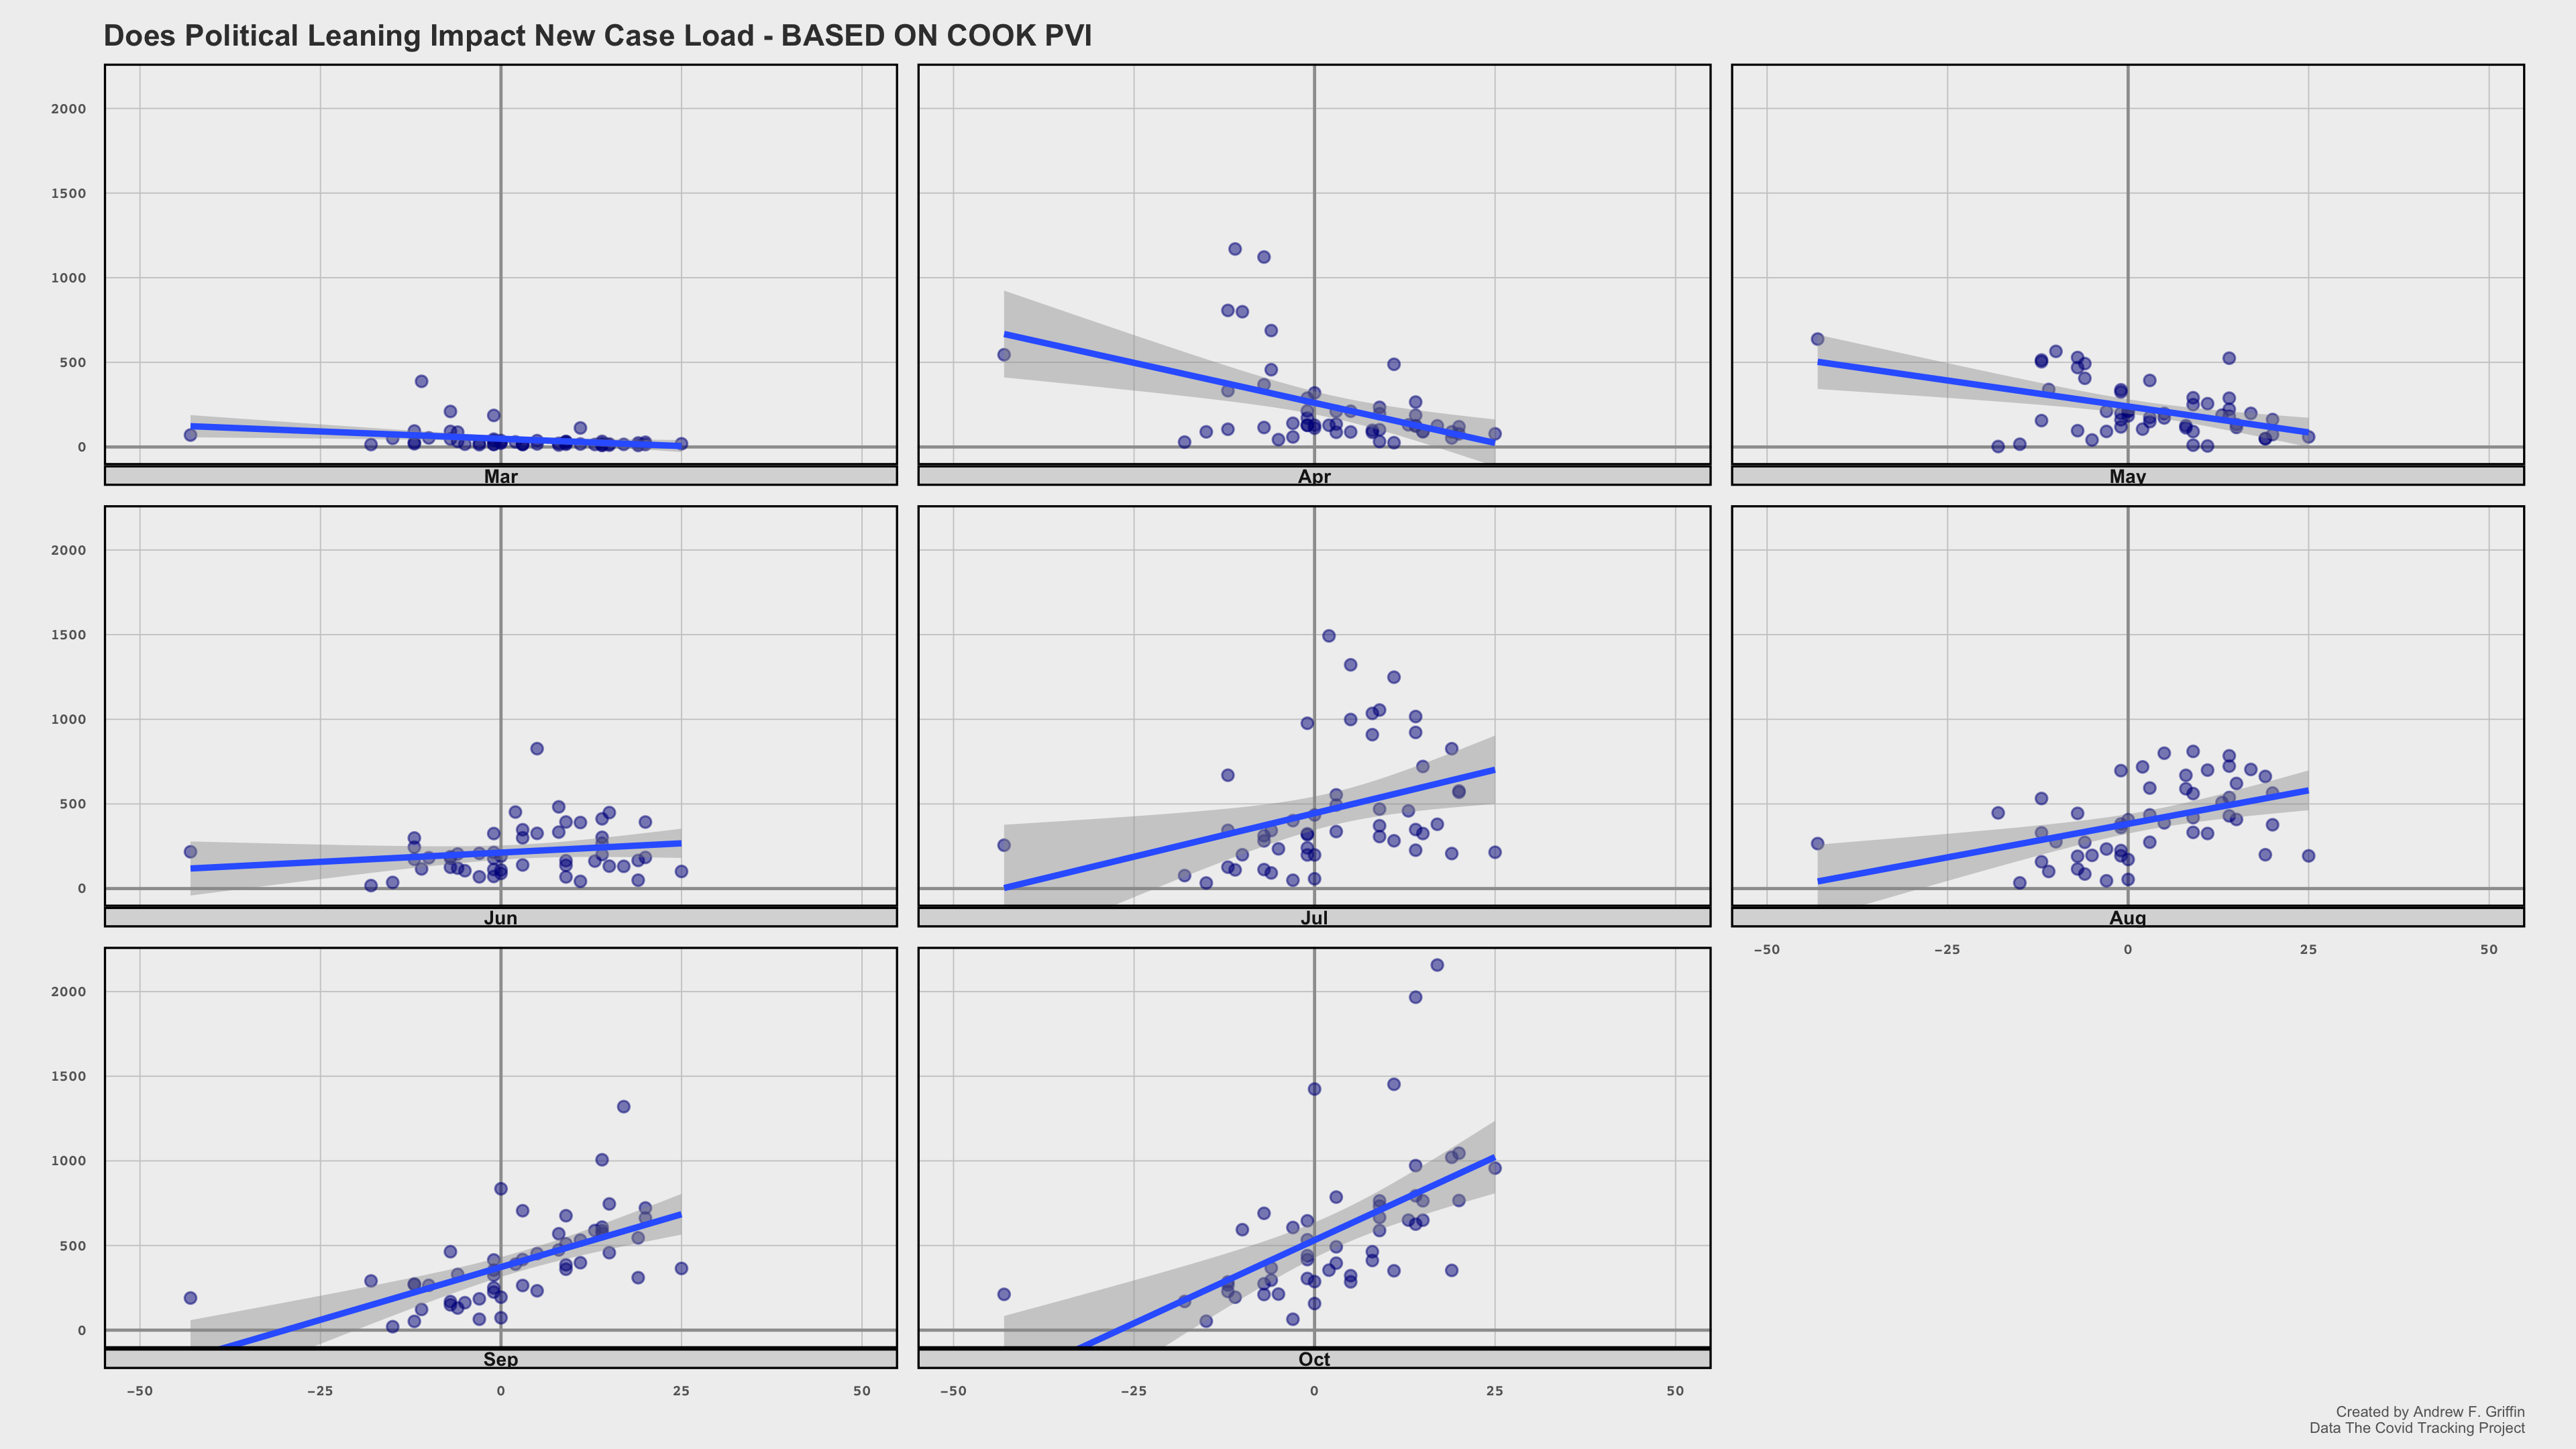 Does Political Leaning Impact New Case Load - BASED ON COOK PVI
2000
1500
1000
500
0
Mar
Apr
May
2000
1500
1000
500
0
Jun
Jul
Aug
−50 −25 0 25 50
2000
1500
1000
500
0
Sep
Oct
−50 −25 0 25 50
−50 −25 0 25 50
Created by Andrew F. Griffin
Data The Covid Tracking Project